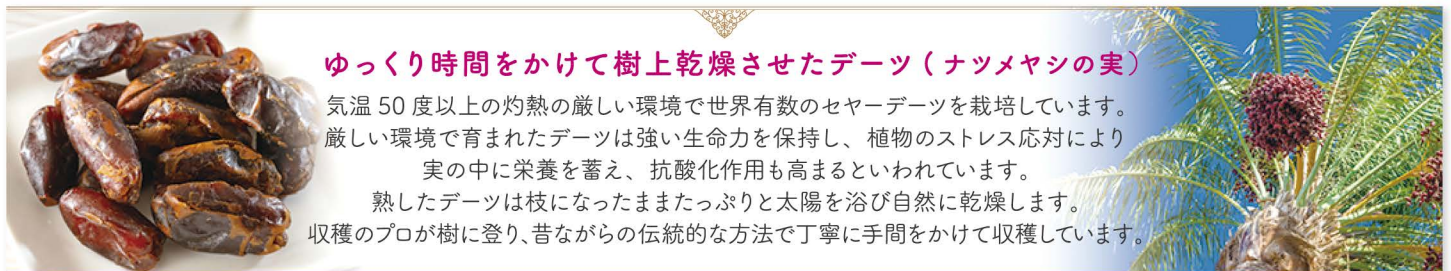 ゆっくり時間をかけて樹上乾燥させたデーツ（ナツメヤシの実）
気温50度以上の灼熱の厳しい環境で世界有数のセヤーデーツを栽培しています。
厳しい環境で育まれたデーツは強い生命力を保持し、植物のストレス応対により
実の中に栄養を蓄え、抗酸化作用も高まるといわれています。
熟したデーツは枝になったままたっぷりと太陽を浴び自然に乾燥します。
収穫のプロが樹に登り、昔ながらの伝統的な方法で丁寧に手間をかけて収穫しています。